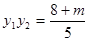 y₁y₂ = (8 + m)/5